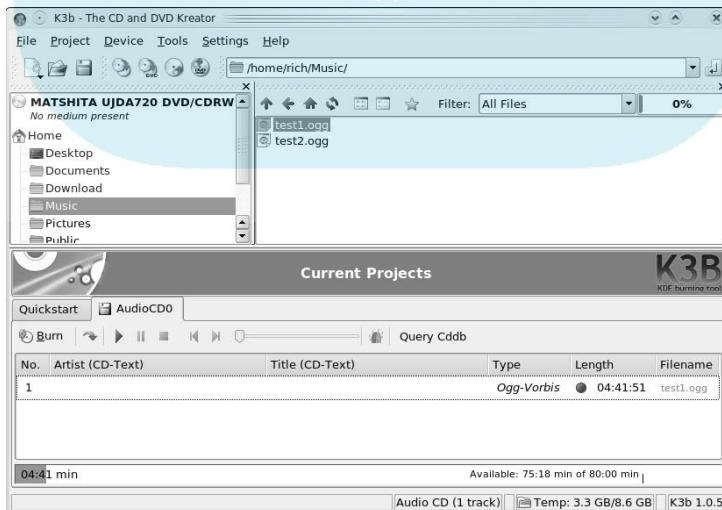 K3b - The CD and DVD Kreator
File Project Device Tools Settings Help
/home/rich/Music/
MATSHITA UJDA720 DVD/CDRW
No medium present
Filter: All Files 0%
Home
Desktop
Documents
Download
Music
Pictures
Public
test1.ogg
test2.ogg
Current Projects
K3B
KDE burning tool
Quickstart AudioCD0
Burn Query Cddb
No. Artist (CD-Text) Title (CD-Text) Type Length Filename
1 Ogg-Vorbis 04:41:51 test1.ogg
04:41 min Available: 75:18 min of 80:00 min
Audio CD (1 track) Temp: 3.3 GB/8.6 GB K3b 1.0.5